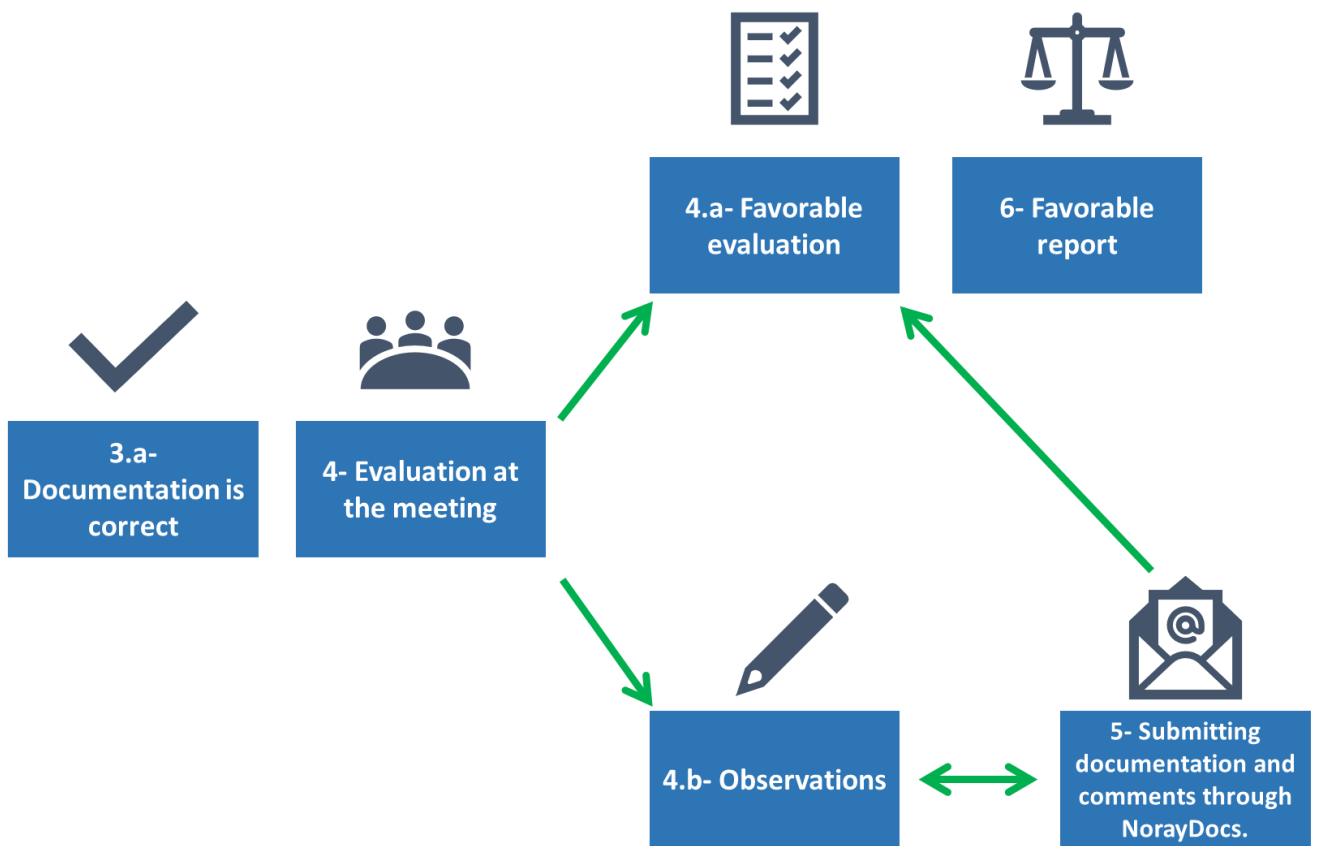 4.a- Favorable
evaluation
6- Favorable
report
3.a-
Documentation is
correct
4- Evaluation at
the meeting
4.b- Observations
@
5- Submitting
documentation and
comments through
NorayDocs.